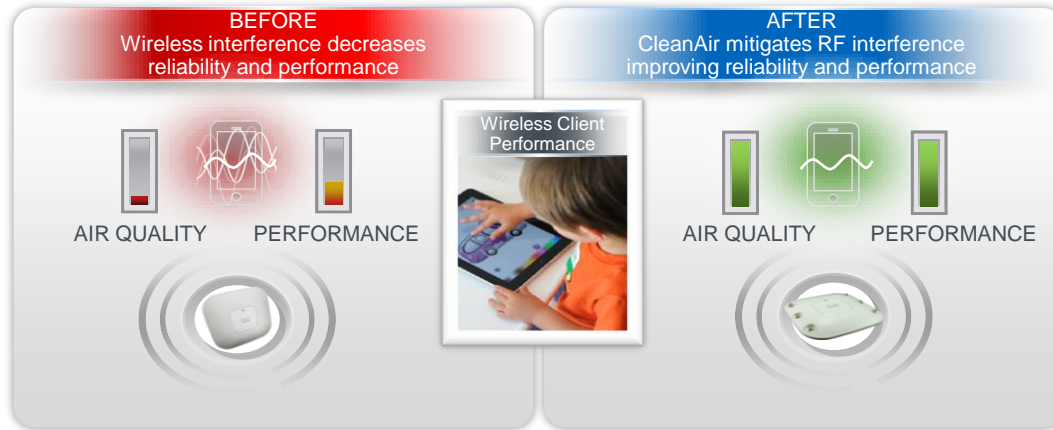 BEFORE
Wireless interference decreases
reliability and performance
AIR QUALITY
PERFORMANCE
Wireless Client
Performance
AFTER
CleanAir mitigates RF interference
improving reliability and performance
AIR QUALITY
PERFORMANCE